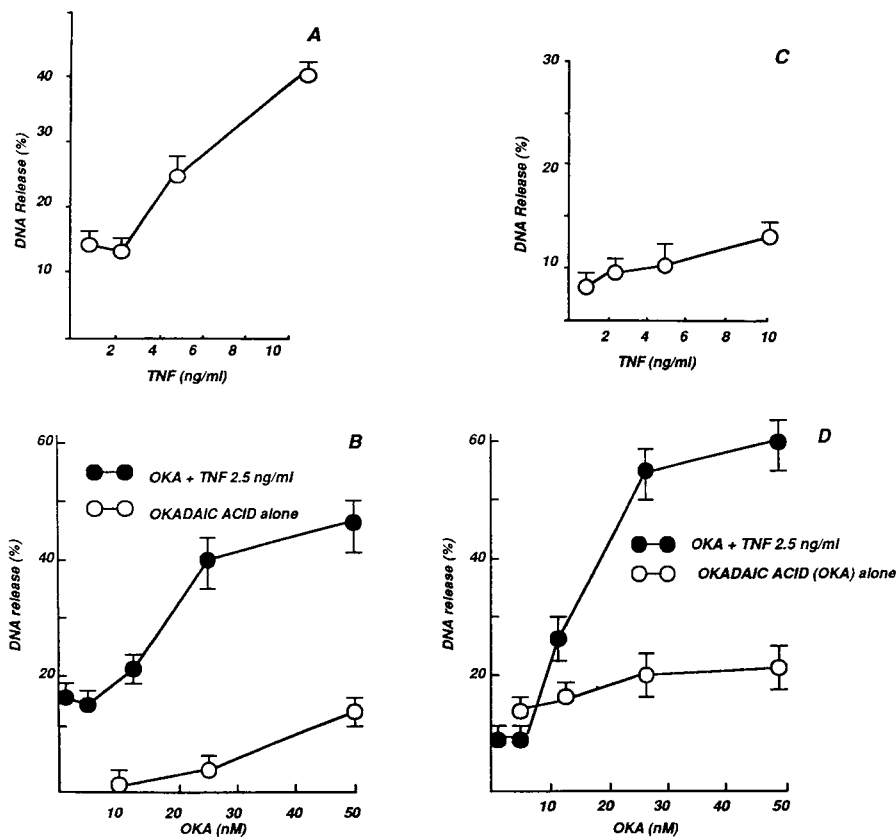 A
DNA Release (%)
40
30
20
10
2 4 6 8 10
TNF (ng/ml)
C
DNA Release (%)
30
20
10
2 4 6 8 10
TNF (ng/ml)
B
DNA release (%)
60
40
20
OKA + TNF 2.5 ng/ml
OKADAIC ACID alone
10 20 30 40 50
OKA (nM)
D
DNA release (%)
60
40
20
OKA + TNF 2.5 ng/ml
OKADAIC ACID (OKA) alone
10 20 30 40 50
OKA (nM)